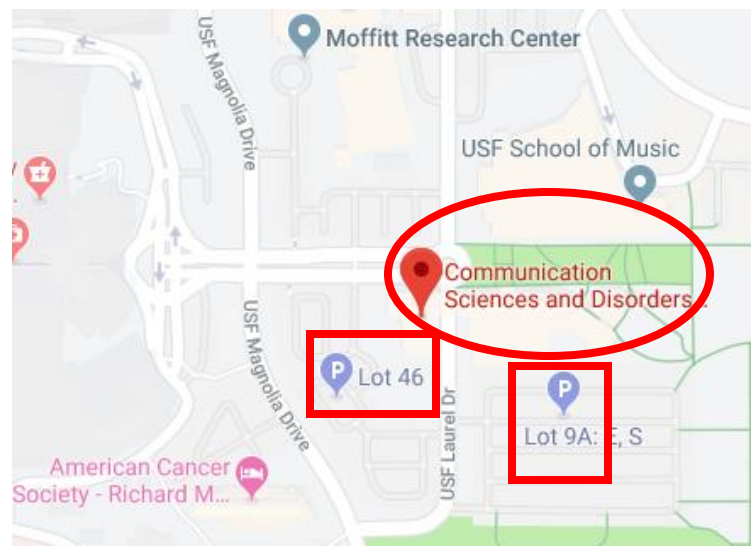 USF Magnolia Drive
Moffitt Research Center
USF School of Music
Communication
Sciences and Disorders...
USF Magnolia Drive
P Lot 46
USF Laurel Dr
P
Lot 9A: E, S
American Cancer
Society - Richard M...